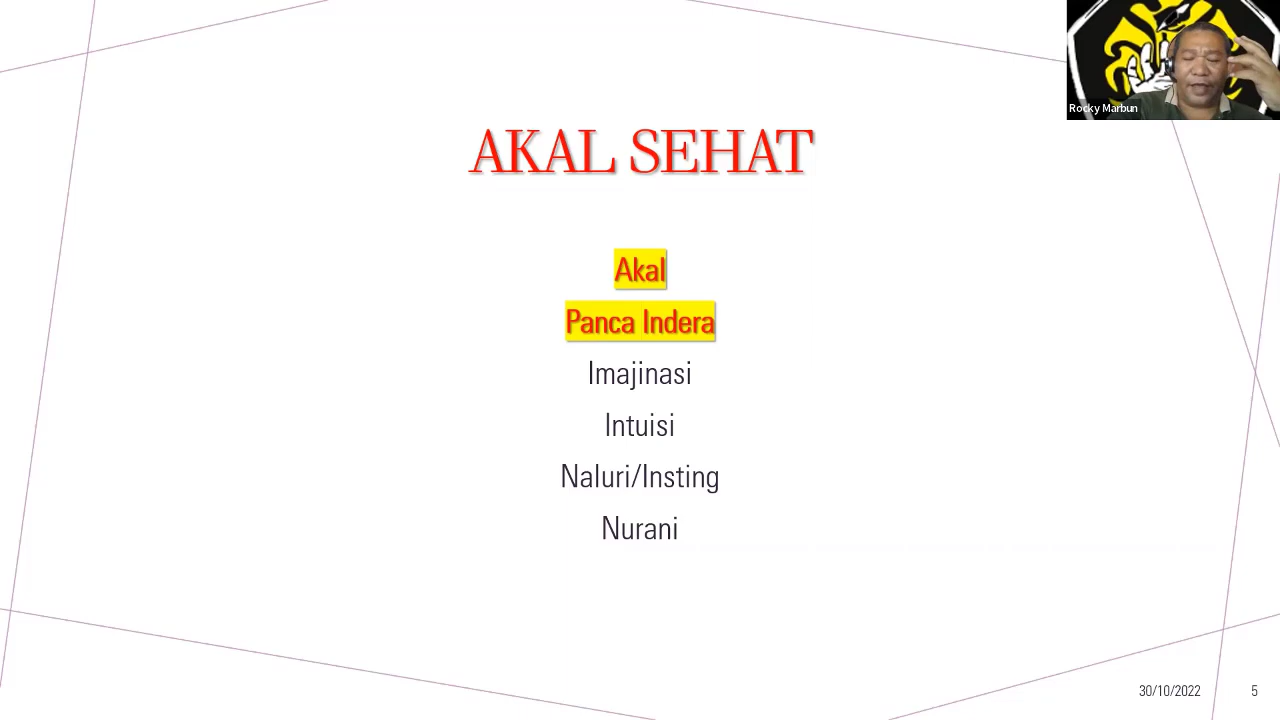 Rocky Marbun
AKAL SEHAT
Akal
Panca Indera
Imajinasi
Intuisi
Naluri/Insting
Nurani
30/10/2022
5